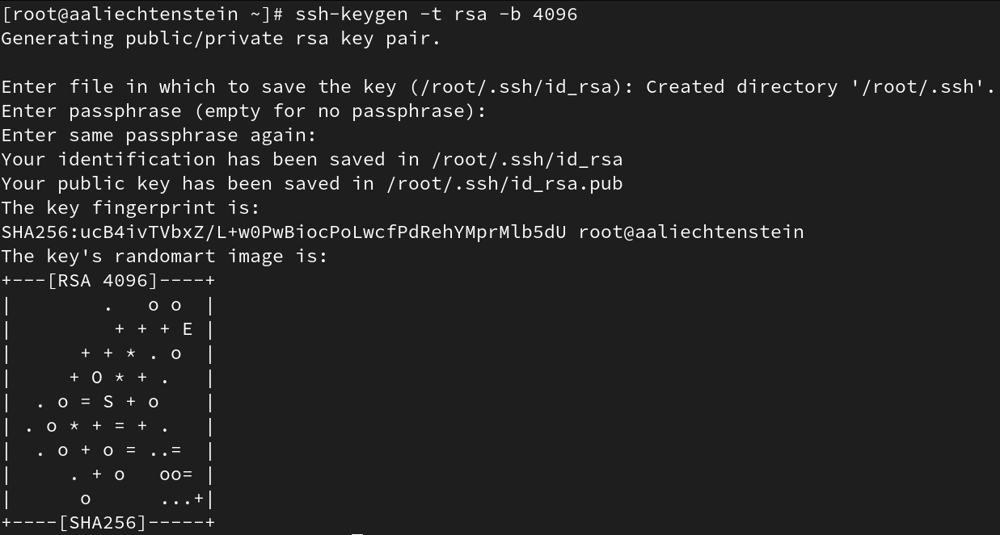 [root@aaliechtenstein ~]# ssh-keygen -t rsa -b 4096
Generating public/private rsa key pair.

Enter file in which to save the key (/root/.ssh/id_rsa): Created directory '/root/.ssh'.
Enter passphrase (empty for no passphrase):
Enter same passphrase again:
Your identification has been saved in /root/.ssh/id_rsa
Your public key has been saved in /root/.ssh/id_rsa.pub
The key fingerprint is:
SHA256:ucB4ivTVbxZ/L+w0PwBiocPoLwcfPdRehYMprMlb5dU root@aaliechtenstein
The key's randomart image is:
+---[RSA 4096]----+
|        .   o o  |
|         + + + E |
|      + + * . o  |
|     + O * + .   |
|  . o = S + o    |
| . o * + = + .   |
|  . o + o = ..=  |
|     . + o   oo= |
|      o      ...+|
+----[SHA256]-----+